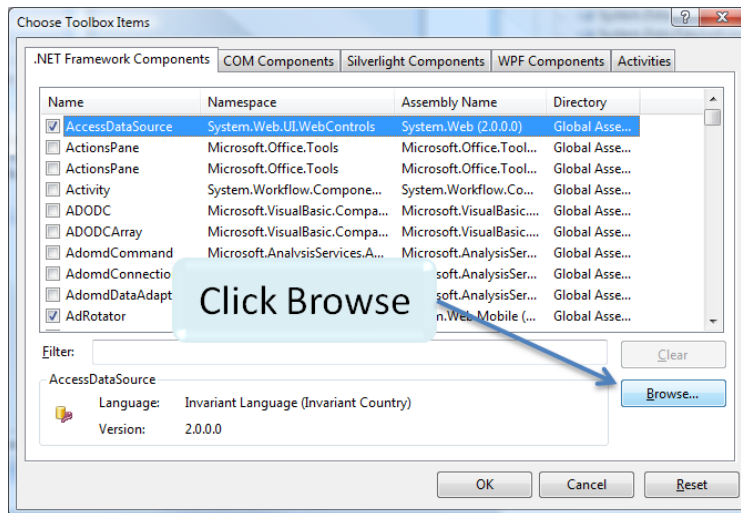 Choose Toolbox Items
.NET Framework Components COM Components Silverlight Components WPF Components Activities
Name Namespace Assembly Name Directory
AccessDataSource System.Web.UI.WebControls System.Web (2.0.0.0) Global Asse...
ActionsPane Microsoft.Office.Tools Microsoft.Office.Tool... Global Asse...
ActionsPane Microsoft.Office.Tools Microsoft.Office.Tool... Global Asse...
Activity System.Workflow.Compone... System.Workflow.Co... Global Asse...
ADODC Microsoft.VisualBasic.Compa... Microsoft.VisualBasic.... Global Asse...
ADODCArray Microsoft.VisualBasic.Compa... Microsoft.VisualBasic.... Global Asse...
AdomdCommand Microsoft.AnalysisServices.A... Microsoft.AnalysisSer... Global Asse...
AdomdConnectio soft.AnalysisSer... Global Asse...
AdomdDataAdapt soft.AnalysisSer... Global Asse...
AdRotator n.Web.Mobile (... Global Asse...
Click Browse
Filter: Clear
AccessDataSource
Browse...
Language: Invariant Language (Invariant Country)
Version: 2.0.0.0
OK Cancel Reset